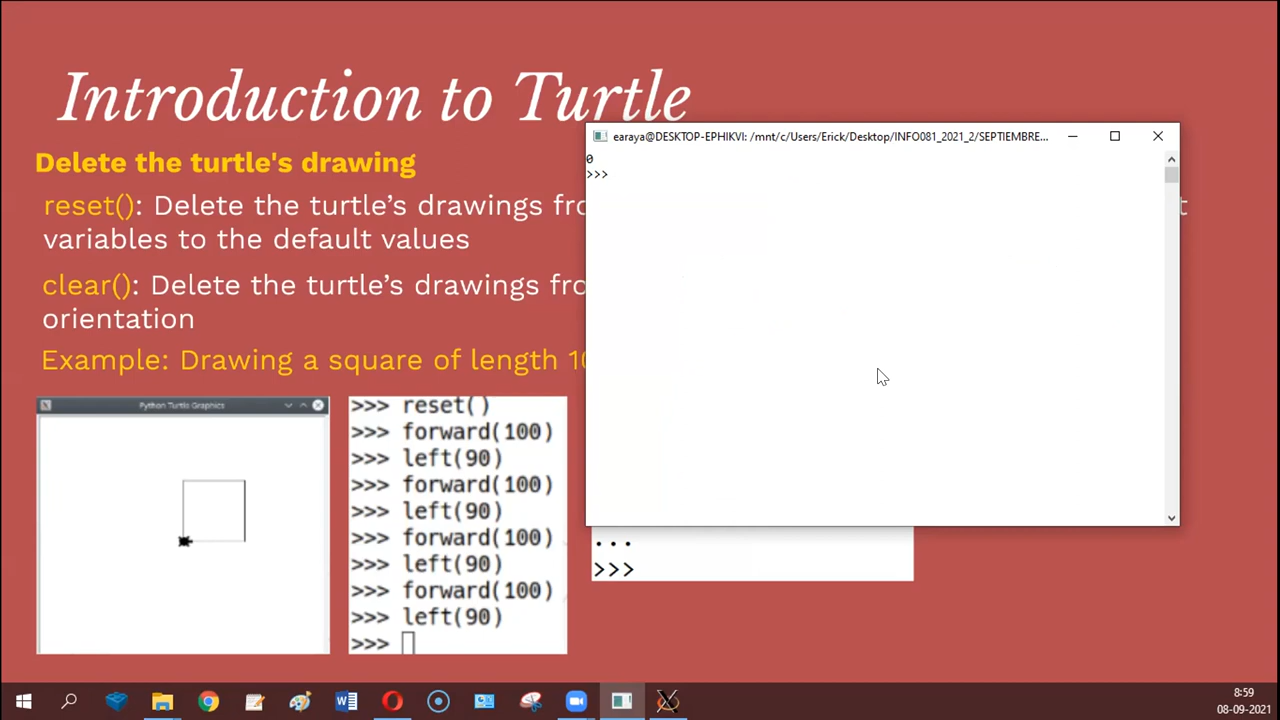 Introduction to Turtle
Delete the turtle's drawing
reset(): Delete the turtle’s drawings fro
t
variables to the default values
clear(): Delete the turtle’s drawings fro
orientation
Example: Drawing a square of length 10
earaya@DESKTOP-EPHIKVI: /mnt/c/Users/Erick/Desktop/INFO081_2021_2/SEPTIEMBRE...
0
>>>
Python Turtle Graphics
>>> reset()
>>> forward(100)
>>> left(90)
>>> forward(100)
>>> left(90)
>>> forward(100)
>>> left(90)
>>> forward(100)
>>> left(90)
>>>
...
>>>
8:59
08-09-2021